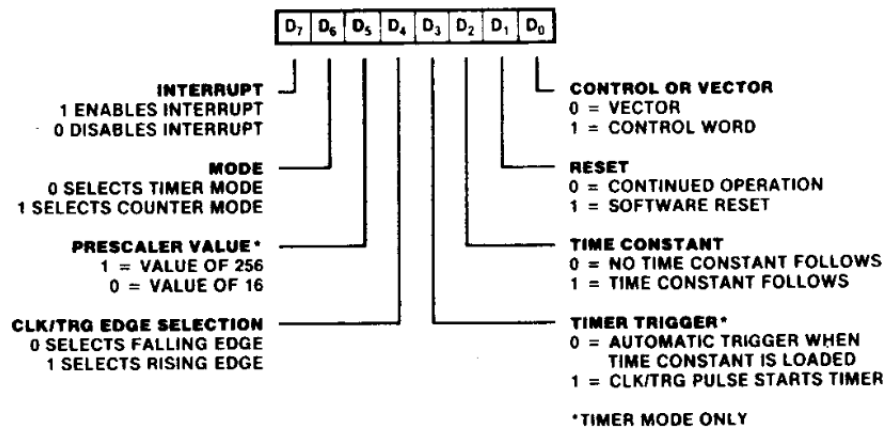 D₇ D₆ D₅ D₄ D₃ D₂ D₁ D₀
INTERRUPT
1 ENABLES INTERRUPT
0 DISABLES INTERRUPT
MODE
0 SELECTS TIMER MODE
1 SELECTS COUNTER MODE
PRESCALER VALUE*
1 = VALUE OF 256
0 = VALUE OF 16
CLK/TRG EDGE SELECTION
0 SELECTS FALLING EDGE
1 SELECTS RISING EDGE
CONTROL OR VECTOR
0 = VECTOR
1 = CONTROL WORD
RESET
0 = CONTINUED OPERATION
1 = SOFTWARE RESET
TIME CONSTANT
0 = NO TIME CONSTANT FOLLOWS
1 = TIME CONSTANT FOLLOWS
TIMER TRIGGER*
0 = AUTOMATIC TRIGGER WHEN
TIME CONSTANT IS LOADED
1 = CLK/TRG PULSE STARTS TIMER
*TIMER MODE ONLY